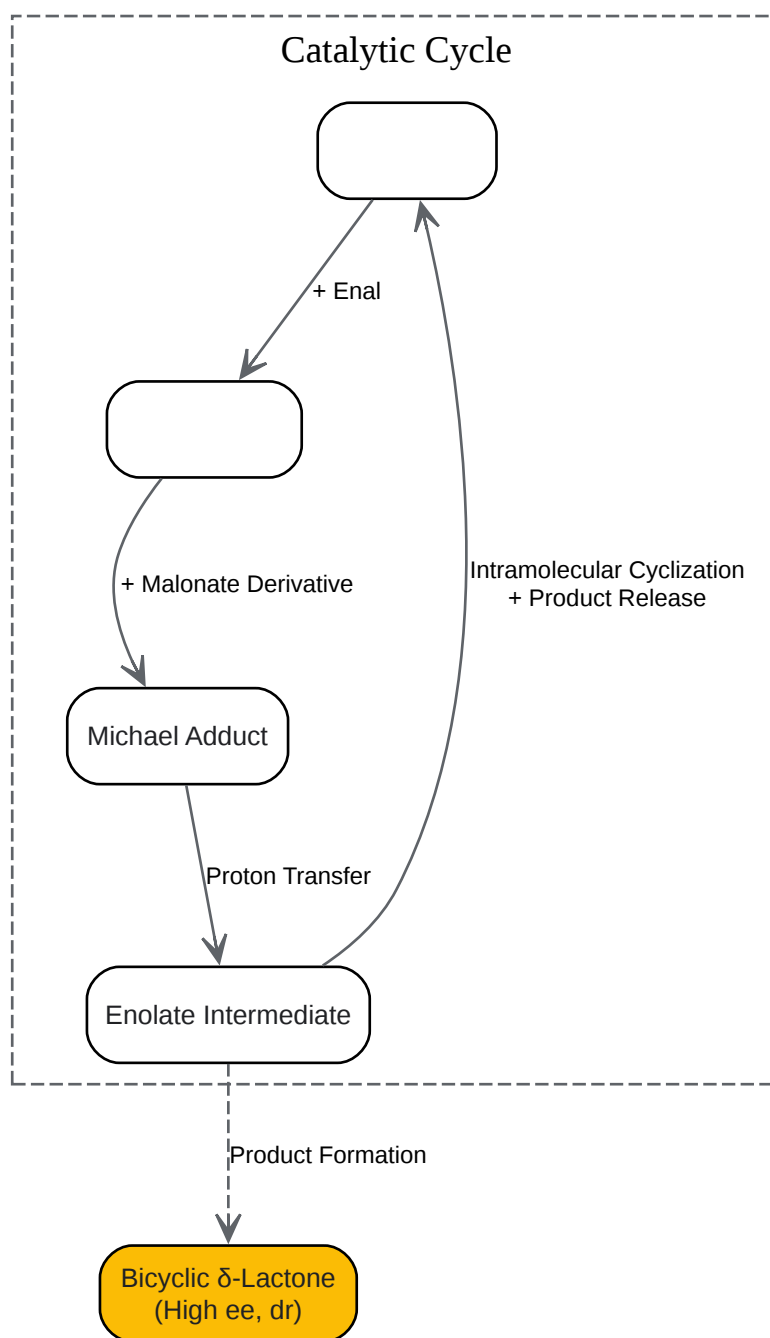 Catalytic Cycle
+ Enal
+ Malonate Derivative
Intramolecular Cyclization
+ Product Release
Michael Adduct
Proton Transfer
Enolate Intermediate
Product Formation
Bicyclic δ-Lactone
(High ee, dr)